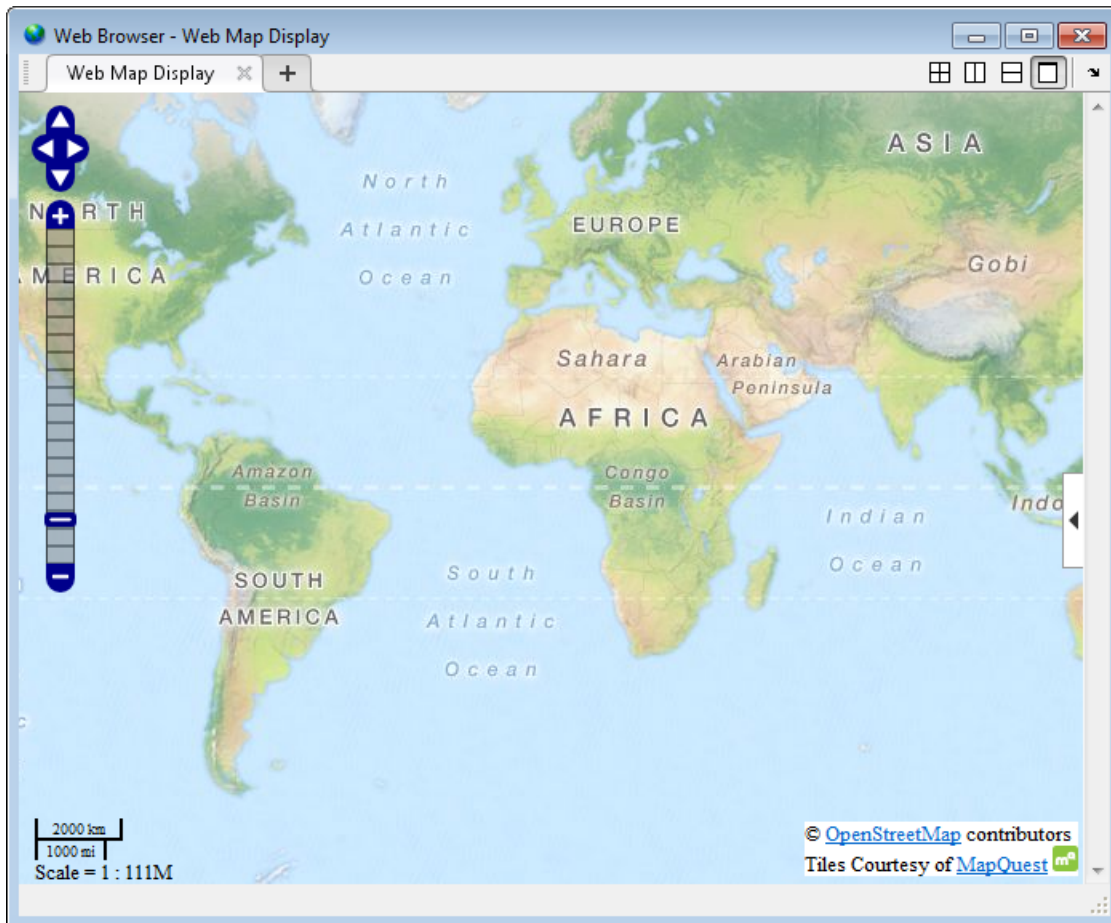 Web Browser - Web Map Display
Web Map Display
ASIA
North
Atlantic
Ocean
NORTH
AMERICA
EUROPE
Gobi
Sahara
Arabian
Peninsula
AFRICA
Amazon
Basin
Congo
Basin
Indo
Indian
Ocean
South
Atlantic
Ocean
SOUTH
AMERICA
2000 km
1000 mi
Scale = 1 : 111M
© OpenStreetMap contributors
Tiles Courtesy of MapQuest